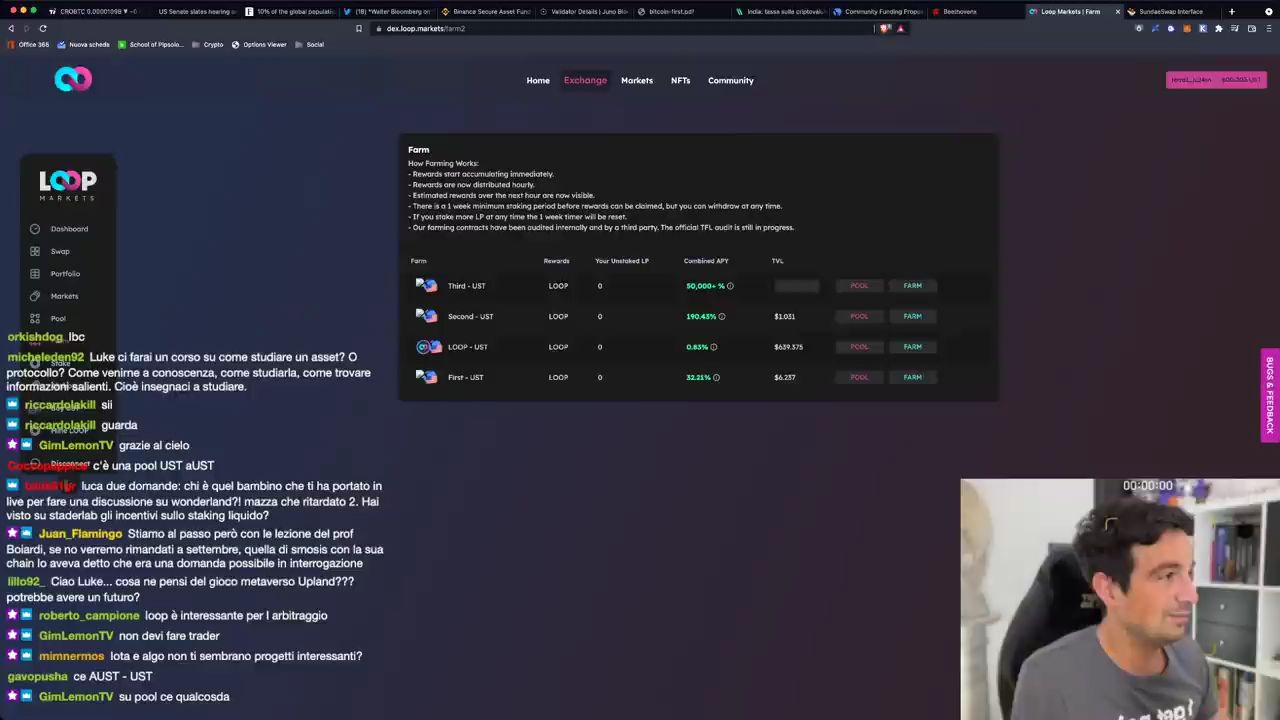 CROBTC 0.00001099 ▼ −0
US Senate states hearing an
10% of the global populati
(18) "Walter Bloomberg on
Binance Secure Asset Fund
Validator Details | Juno Blo
bitcoin-first.pdf
India: tassa sulle criptovalu
Community Funding Propo
Beethovenx
Loop Markets | Farm
SundaeSwap Interface
dex.loop.markets/farm2
Office 365
Nuova scheda
School of Pipsolo...
Crypto
Options Viewer
Social
Home
Exchange
Markets
NFTs
Community
LOOP
MARKETS
Dashboard
Swap
Portfolio
Markets
Pool
Stake
Mine LOOP
Disconnect
Farm
How Farming Works:
- Rewards start accumulating immediately.
- Rewards are now distributed hourly.
- Estimated rewards over the next hour are now visible.
- There is a 1 week minimum staking period before rewards can be claimed, but you can withdraw at any time.
- If you stake more LP at any time the 1 week timer will be reset.
- Our farming contracts have been audited internally and by a third party. The official TFL audit is still in progress.
Farm Rewards Your Unstaked LP Combined APY TVL
Third - UST LOOP 0 50,000+ % POOL FARM
Second - UST LOOP 0 190.43% $1.031 POOL FARM
LOOP - UST LOOP 0 0.83% $639.375 POOL FARM
First - UST LOOP 0 32.21% $6.237 POOL FARM
BUGS & FEEDBACK
orkishdog_ lbc
micheleden92 Luke ci farai un corso su come studiare un asset? O
protocollo? Come venirne a conoscenza, come studiarla, come trovare
informazioni salienti. Cioè insegnaci a studiare.
riccardolakill sii
riccardolakill guarda
GimLemonTV grazie al cielo
c'è una pool UST aUST
luca due domande: chi è quel bambino che ti ha portato in
live per fare una discussione su wonderland?! mazza che ritardato 2. Hai
visto su staderlab gli incentivi sullo staking liquido?
Juan_Flamingo Stiamo al passo però con le lezione del prof
Boiardi, se no verremo rimandati a settembre, quella di smosis con la sua
chain lo aveva detto che era una domanda possibile in interrogazione
lillo92_ Ciao Luke... cosa ne pensi del gioco metaverso Upland???
potrebbe avere un futuro?
roberto_campione loop è interessante per l arbitraggio
GimLemonTV non devi fare trader
mimnermos Iota e algo non ti sembrano progetti interessanti?
gavopusha ce AUST - UST
GimLemonTV su pool ce qualcosda
00:00:00